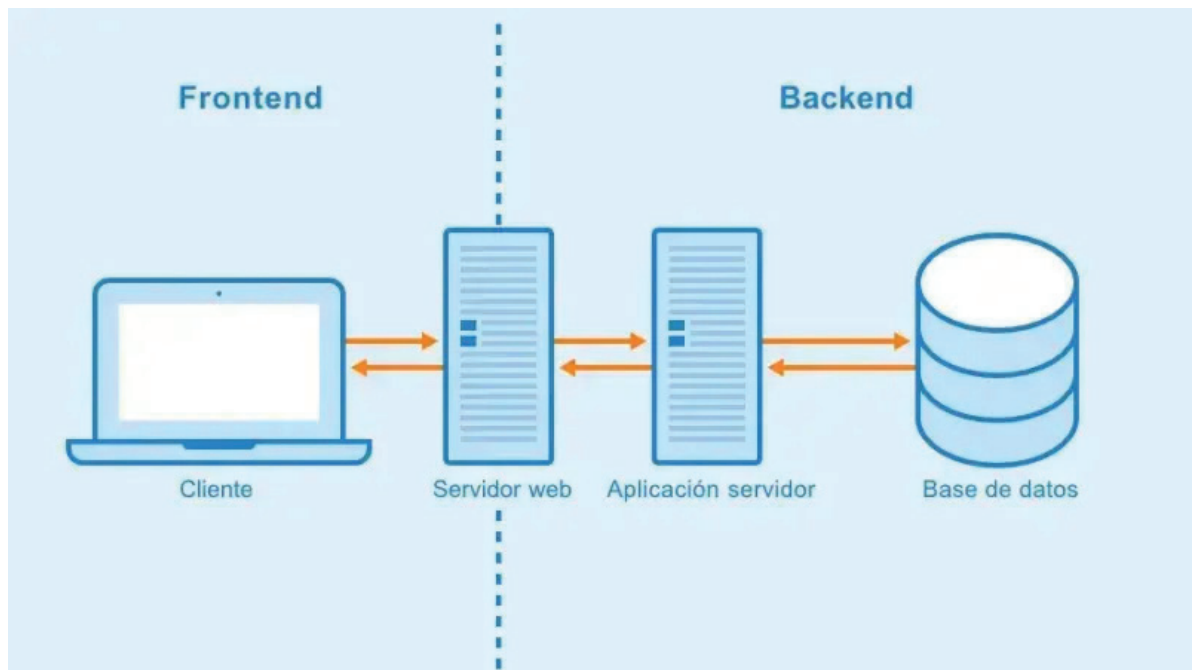 Frontend
Backend
Cliente
Servidor web
Aplicación servidor
Base de datos